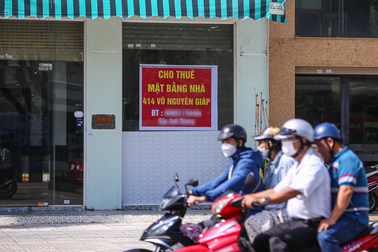 CHO THUÊ
MẶT BẰNG NHÀ
414 VÕ NGUYÊN GIÁP
ĐT :